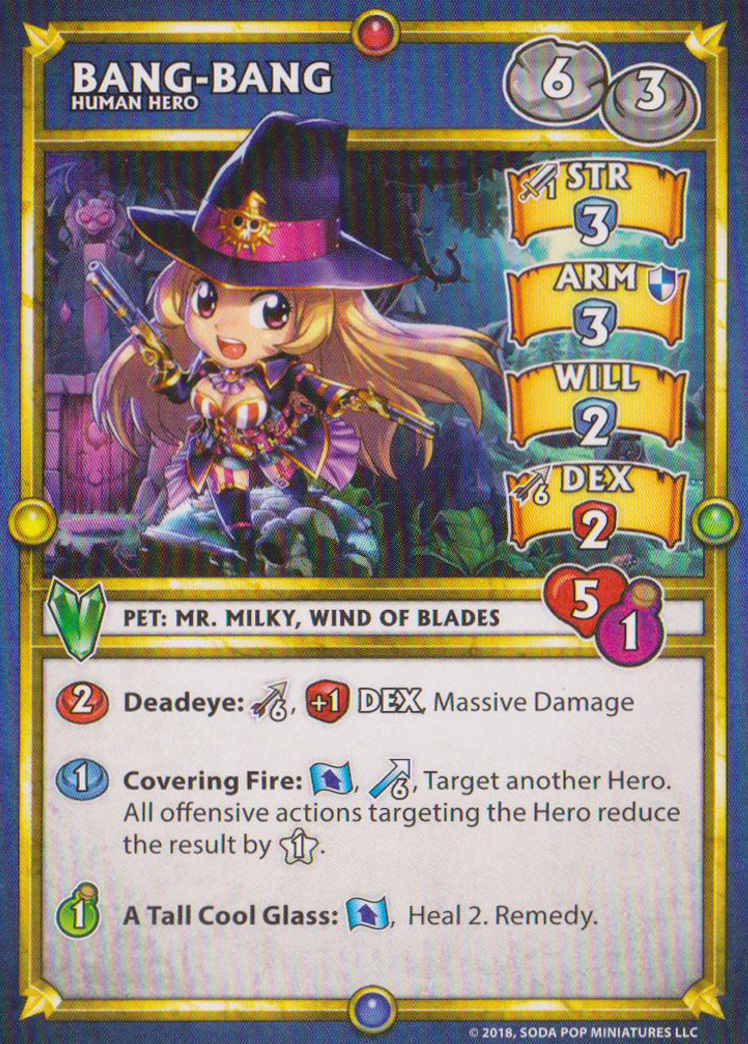 BANG-BANG
HUMAN HERO
6
3
1 STR
3
ARM
3
WILL
2
6 DEX
2
PET: MR. MILKY, WIND OF BLADES
5
1
2 Deadeye: 6, +1 DEX, Massive Damage
1 Covering Fire: , 6, Target another Hero.
All offensive actions targeting the Hero reduce
the result by 1.
1 A Tall Cool Glass: , Heal 2. Remedy.
© 2018, SODA POP MINIATURES LLC